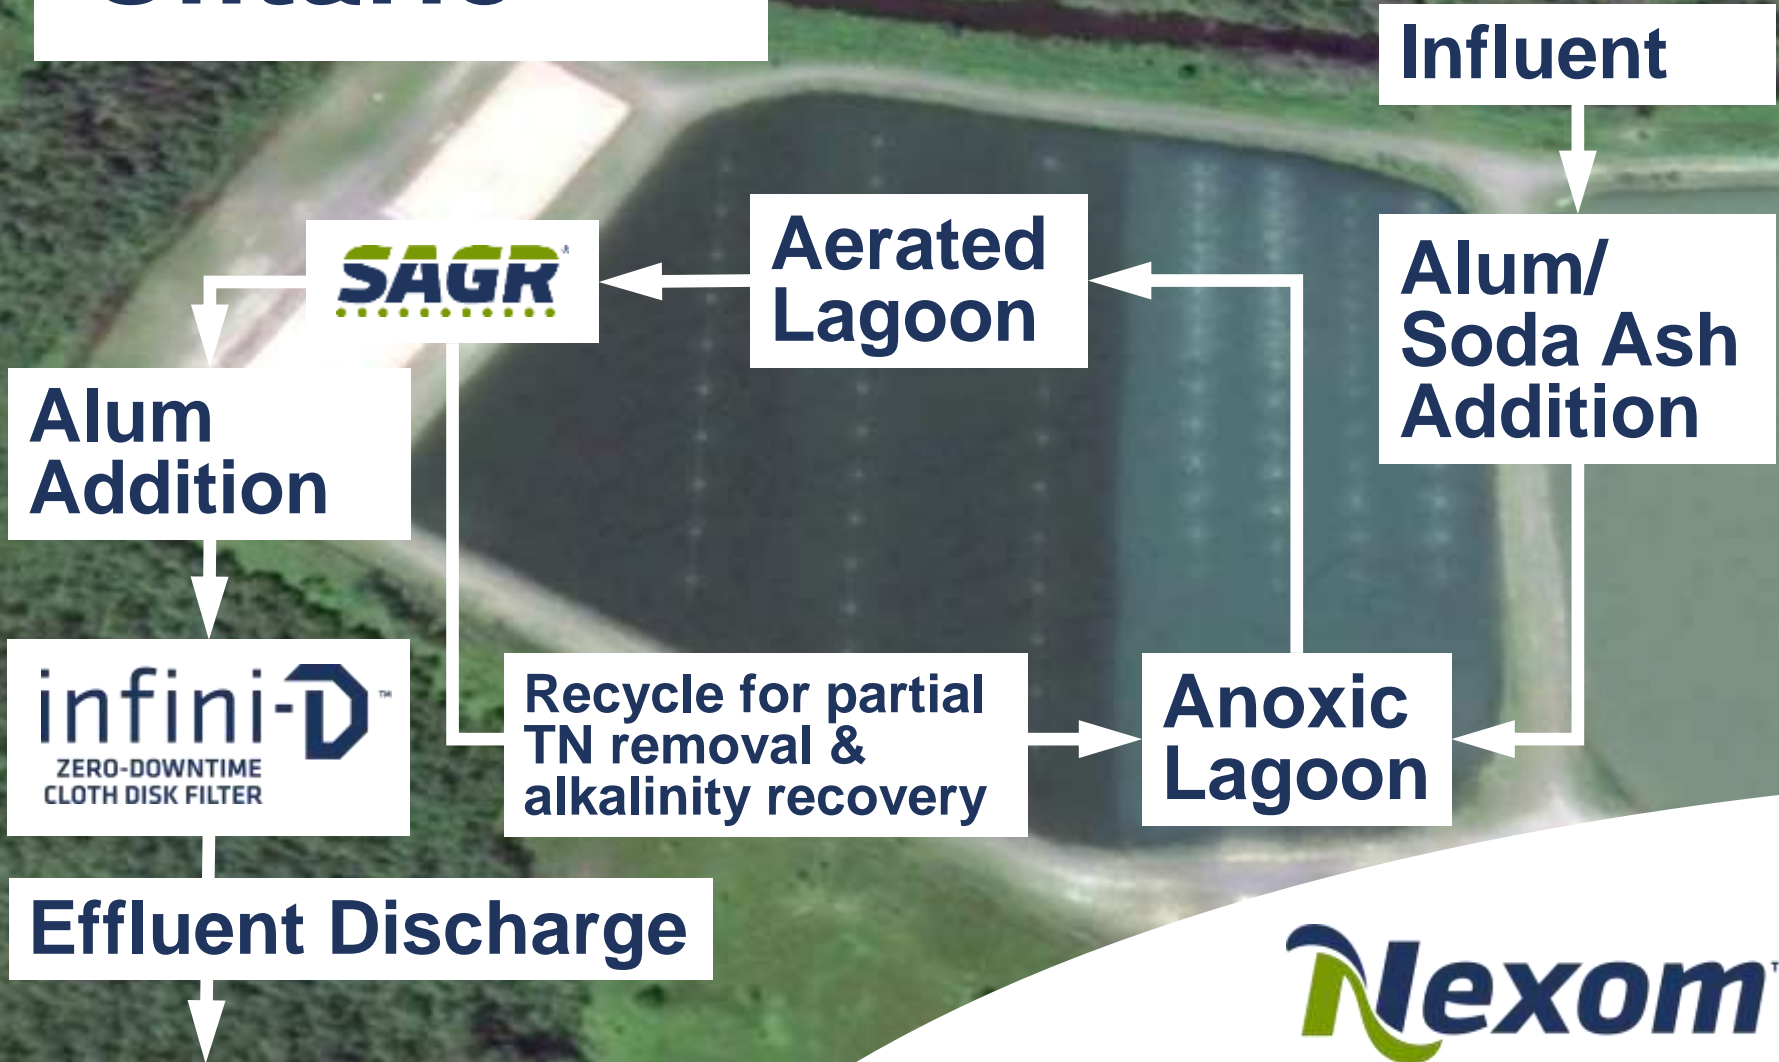 Influent
Alum/
Soda Ash
Addition
Aerated
Lagoon
SAGR®
Alum
Addition
infini-D™
ZERO-DOWNTIME
CLOTH DISK FILTER
Recycle for partial
TN removal &
alkalinity recovery
Anoxic
Lagoon
Effluent Discharge
Nexom